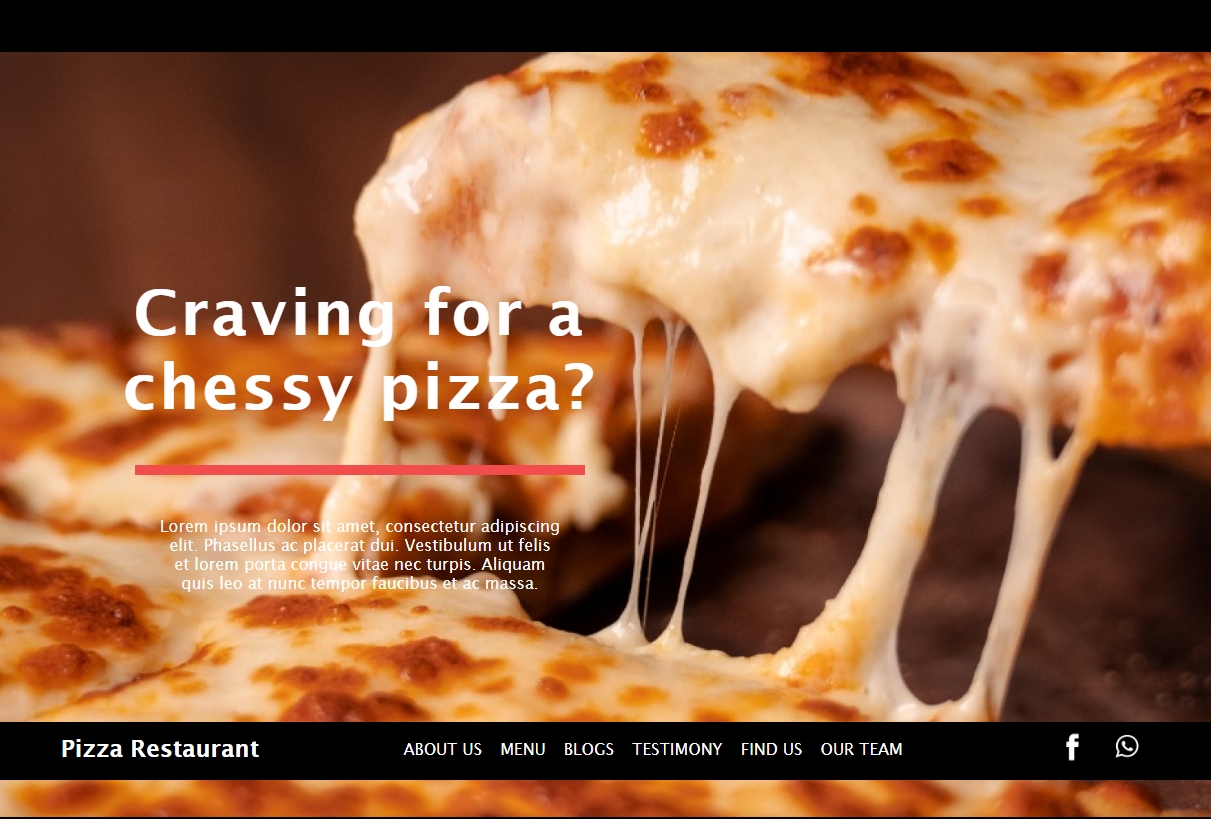 Craving for a
chessy pizza?
Lorem ipsum dolor sit amet, consectetur adipiscing
elit. Phasellus ac placerat dui. Vestibulum ut felis
et lorem porta congue vitae nec turpis. Aliquam
quis leo at nunc tempor faucibus et ac massa.
Pizza Restaurant
ABOUT US MENU BLOGS TESTIMONY FIND US OUR TEAM